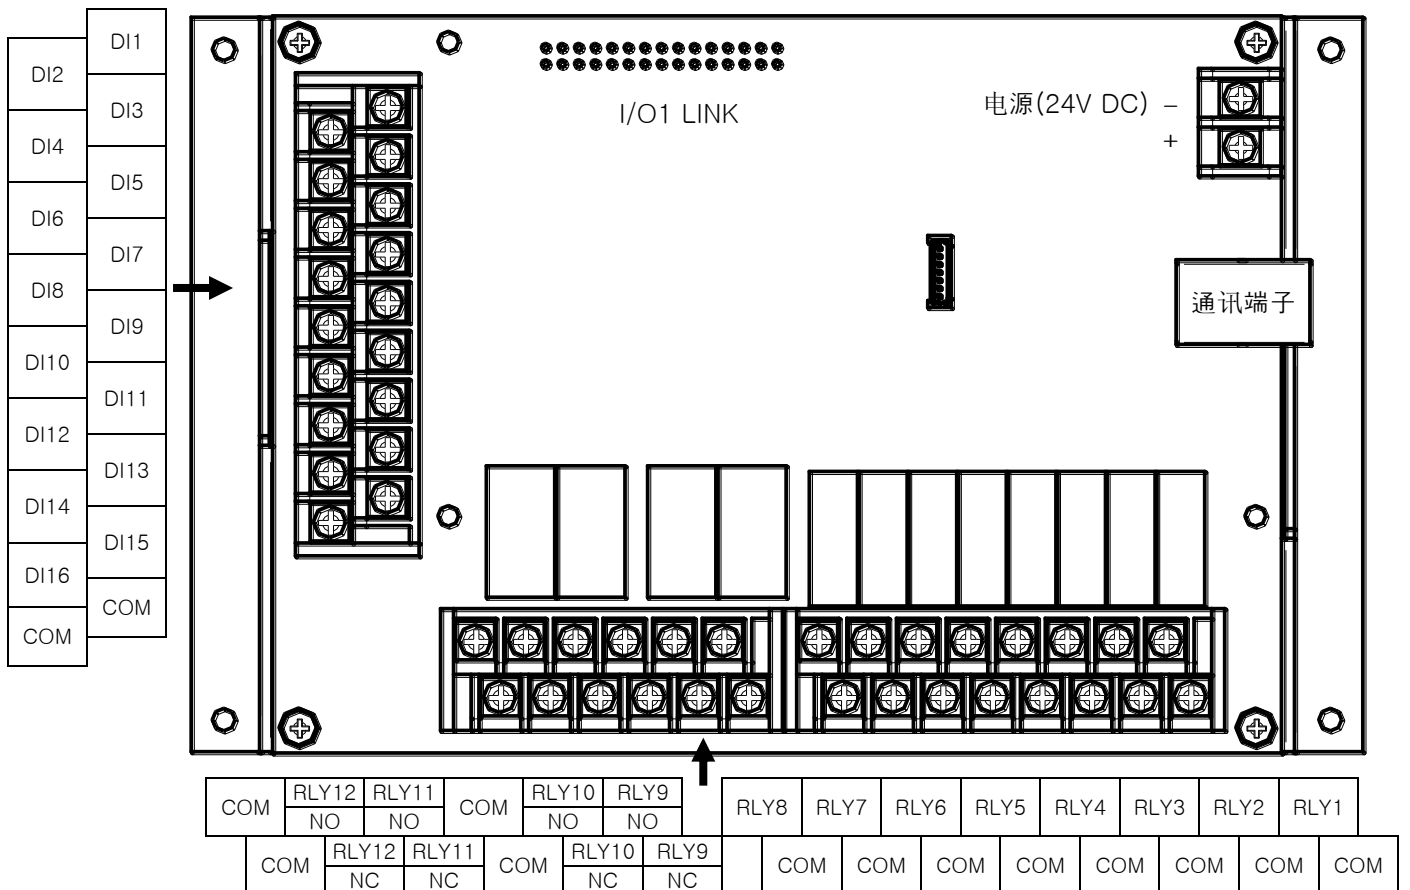 DI1
DI2
DI3
DI4
DI5
DI6
DI7
DI8
DI9
DI10
DI11
DI12
DI13
DI14
DI15
DI16
COM
COM
I/O1 LINK
电源(24V DC) −
+
通讯端子
COM RLY12 RLY11 COM RLY10 RLY9 RLY8 RLY7 RLY6 RLY5 RLY4 RLY3 RLY2 RLY1
NO NO NO NO
COM RLY12 RLY11 COM RLY10 RLY9 COM COM COM COM COM COM COM COM
NC NC NC NC